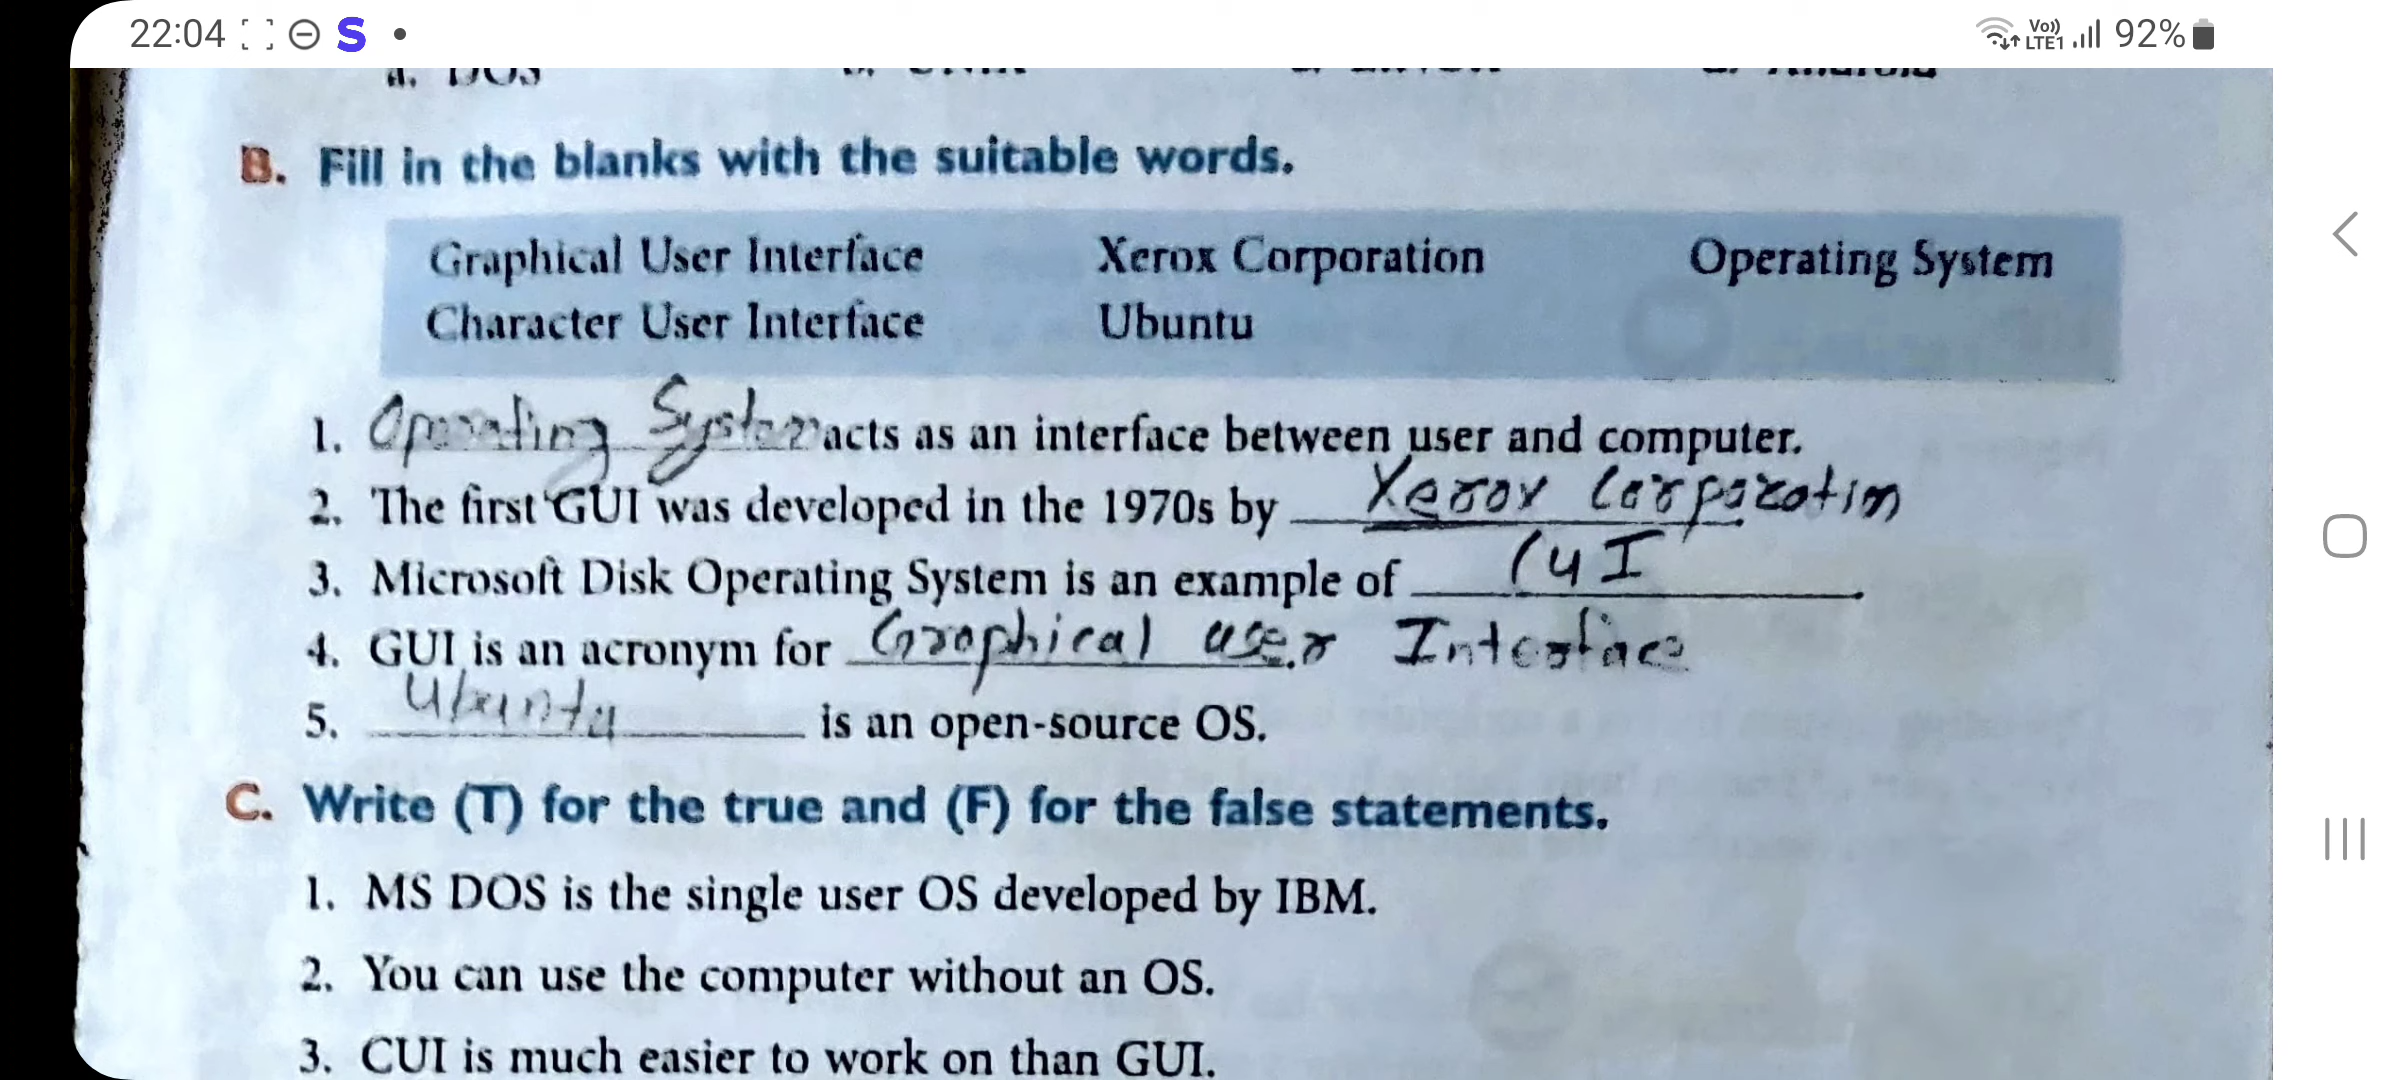 22:04 S
Vo)) LTE1 92%
a. DOS
B. Fill in the blanks with the suitable words.
Graphical User Interface Xerox Corporation Operating System
Character User Interface Ubuntu
1. Operating System acts as an interface between user and computer.
2. The first GUI was developed in the 1970s by Xerox Corporation
3. Microsoft Disk Operating System is an example of CUI.
4. GUI is an acronym for Graphical user Interface
5. Ubuntu is an open-source OS.
C. Write (T) for the true and (F) for the false statements.
1. MS DOS is the single user OS developed by IBM.
2. You can use the computer without an OS.
3. CUI is much easier to work on than GUI.